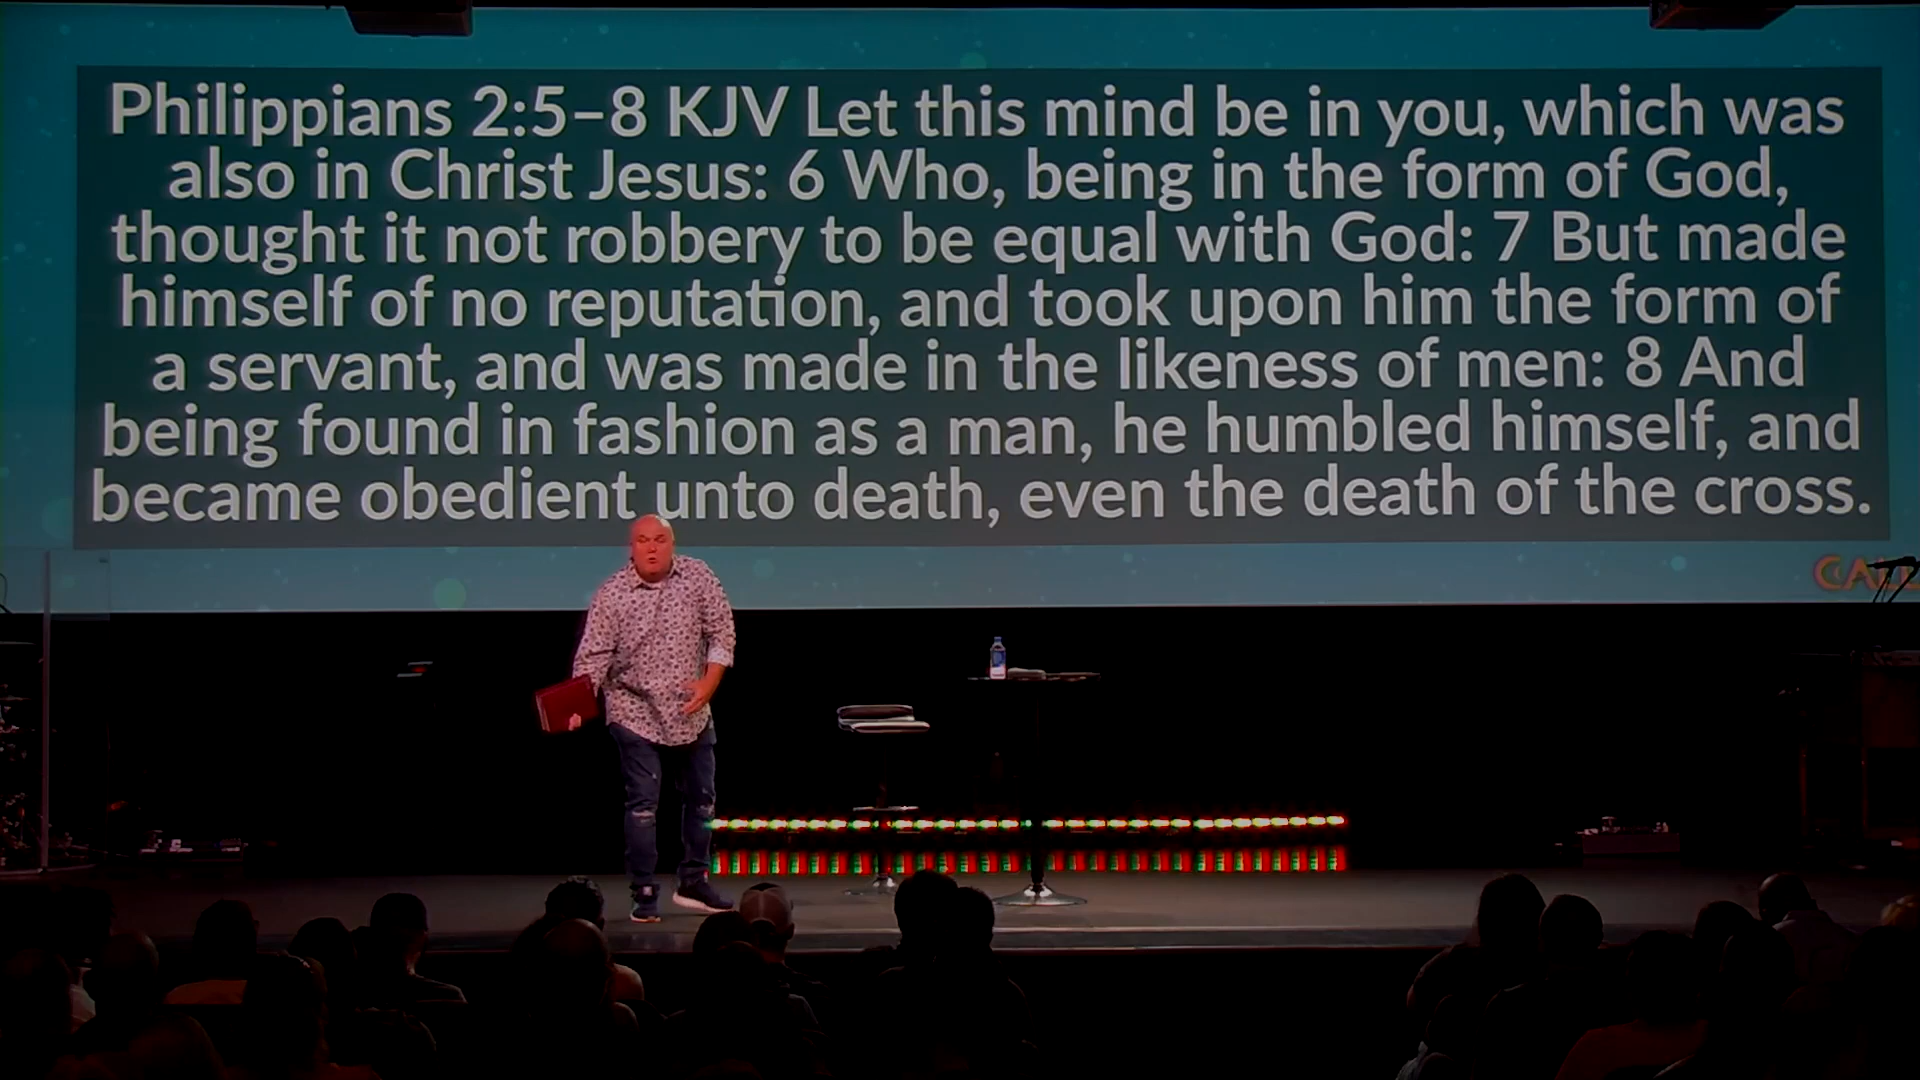 Philippians 2:5–8 KJV Let this mind be in you, which was
also in Christ Jesus: 6 Who, being in the form of God,
thought it not robbery to be equal with God: 7 But made
himself of no reputation, and took upon him the form of
a servant, and was made in the likeness of men: 8 And
being found in fashion as a man, he humbled himself, and
became obedient unto death, even the death of the cross.